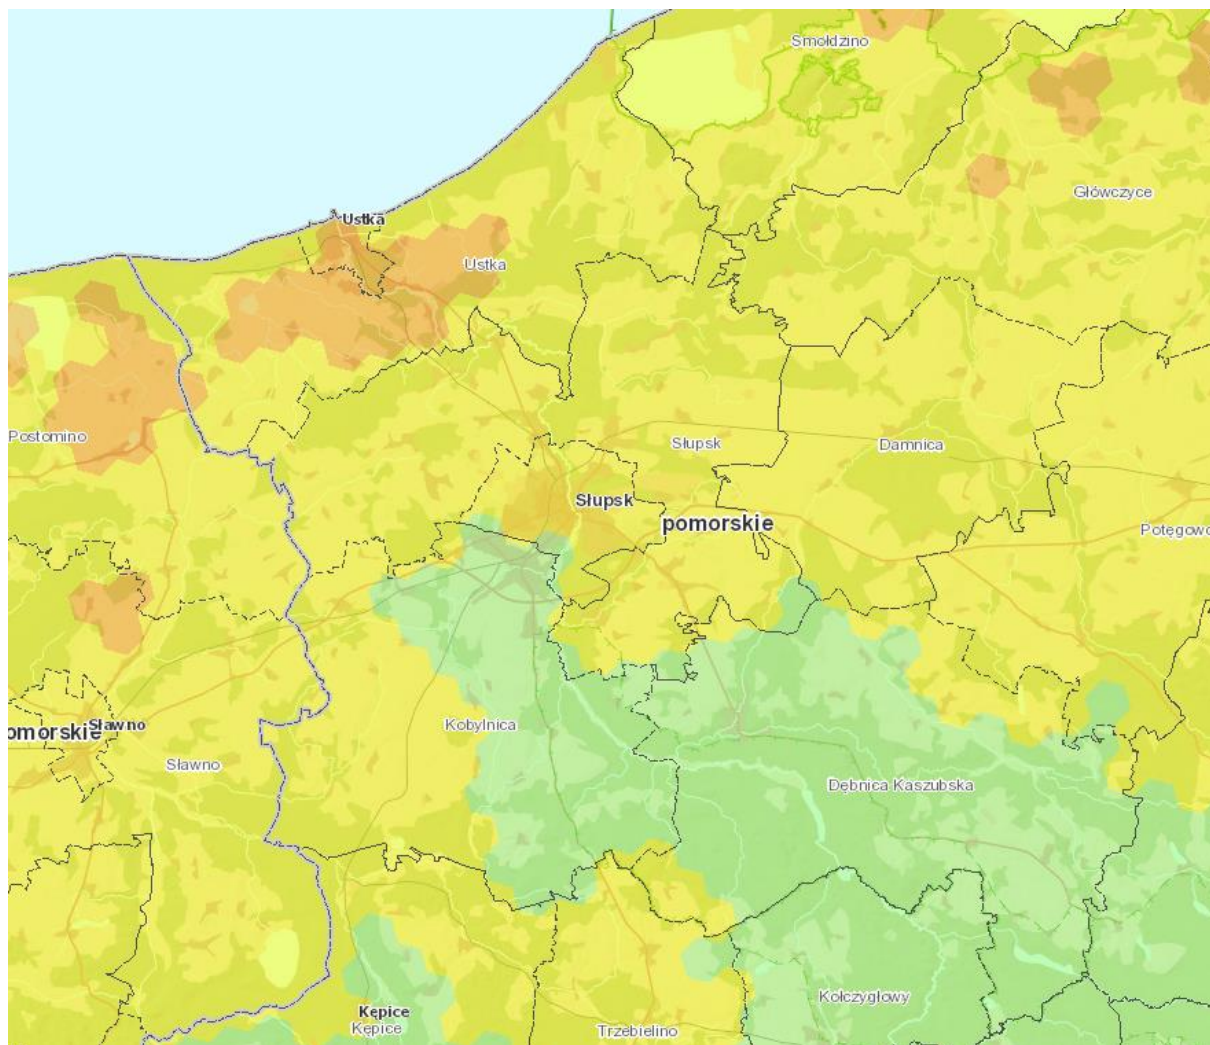 Smołdzino
Główczyce
Ustka
Ustka
Postomino
Słupsk
Damnica
Słupsk
pomorskie
Potęgowo
omorskie
Sławno
Kobylnica
Sławno
Dębnica Kaszubska
Kołczygłowy
Kępice
Kępice
Trzebielino